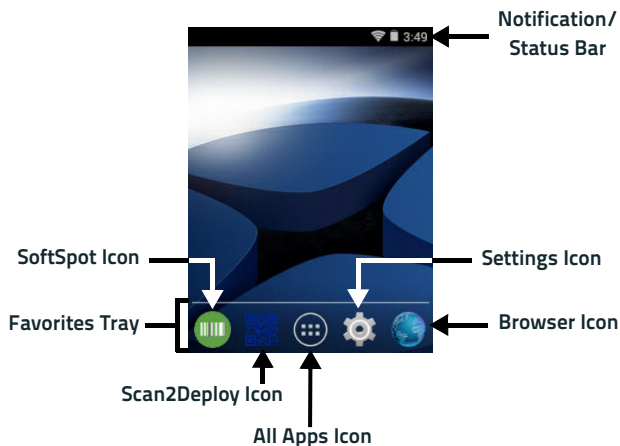 Notification/
Status Bar
3:49
SoftSpot Icon
Settings Icon
Favorites Tray
Browser Icon
Scan2Deploy Icon
All Apps Icon